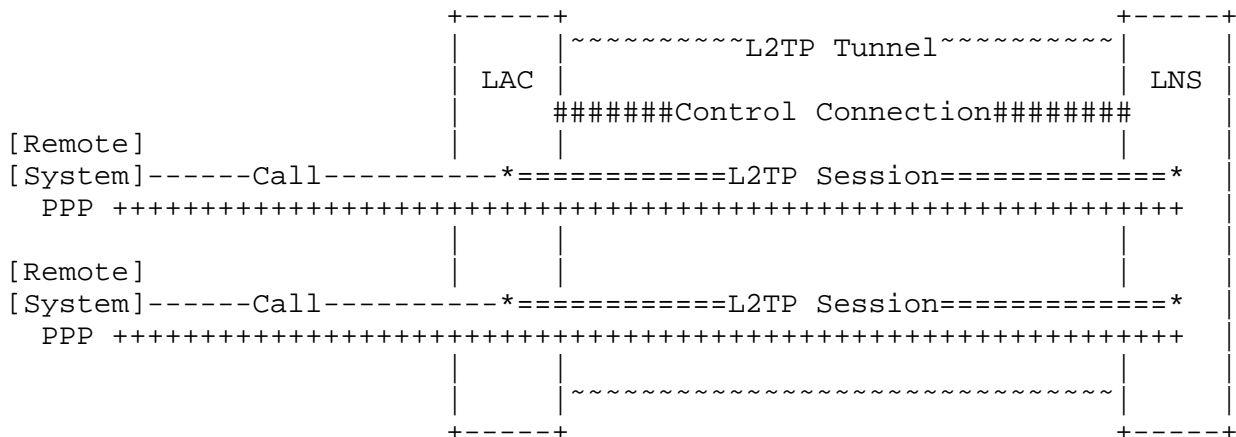 +-----+                               +-----+
                            |     |~~~~~~~~~~L2TP Tunnel~~~~~~~~~~|     |
                            | LAC |                               | LNS |
                            |     #######Control Connection########     |
[Remote]                    |     |                               |     |
[System]------Call----------*============L2TP Session=============*     |
  PPP +++++++++++++++++++++++++++++++++++++++++++++++++++++++++++++     |
                            |     |                               |     |
[Remote]                    |     |                               |     |
[System]------Call----------*============L2TP Session=============*     |
  PPP +++++++++++++++++++++++++++++++++++++++++++++++++++++++++++++     |
                            |     |                               |     |
                            |     |~~~~~~~~~~~~~~~~~~~~~~~~~~~~~~~|     |
                            +-----+                               +-----+